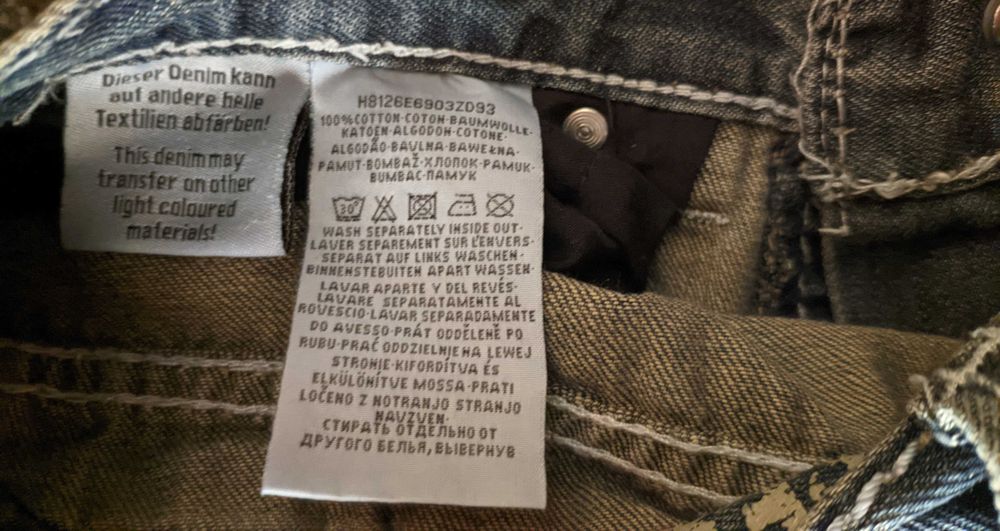 Dieser Denim kann
auf andere helle
Textilien abfärben!
This denim may
transfer on other
light coloured
materials!
H8126E6903ZD93
100%COTTON·COTON·BAUMWOLLE·
KATOEN·ALGODON·COTONE·
ALGODÃO·BAVLNA·BAWEŁNA·
PAMUT·BOMBAŽ·ХЛОПОК·PAMUK·
BUMBAC·ПАМУК
30°
WASH SEPARATELY INSIDE OUT·
LAVER SEPAREMENT SUR L'ENVERS·
SEPARAT AUF LINKS WASCHEN·
BINNENSTEBUITEN APART WASSEN·
LAVAR APARTE Y DEL REVÉS·
LAVARE SEPARATAMENTE AL
ROVESCIO·LAVAR SEPARADAMENTE
DO AVESSO·PRÁT ODDĚLENĚ PO
RUBU·PRAĆ ODDZIELNIE NA LEWEJ
STRONIE·KIFORDÍTVA ÉS
ELKÜLÖNÍTVE MOSSA·PRATI
LOČENO Z NOTRANJO STRANJO
NAVZVEN·
СТИРАТЬ ОТДЕЛЬНО ОТ
ДРУГОГО БЕЛЬЯ, ВЫВЕРНУВ